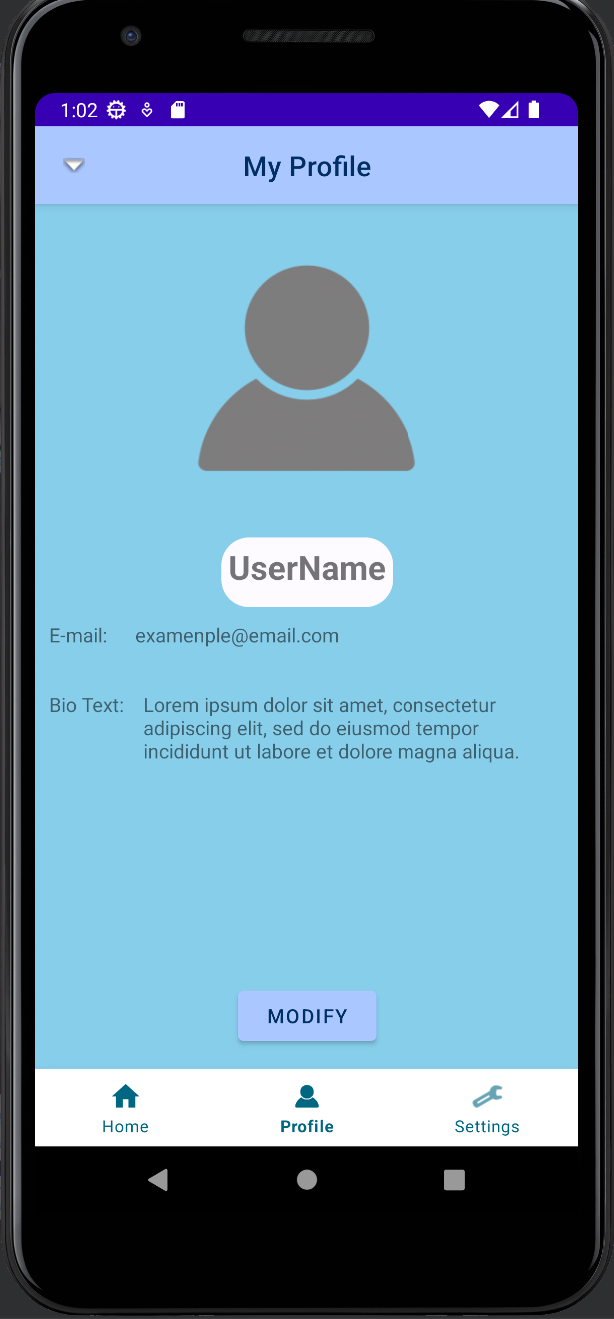 1:02
My Profile
UserName
E-mail: examenple@email.com
Bio Text: Lorem ipsum dolor sit amet, consectetur
adipiscing elit, sed do eiusmod tempor
incididunt ut labore et dolore magna aliqua.
MODIFY
Home Profile Settings